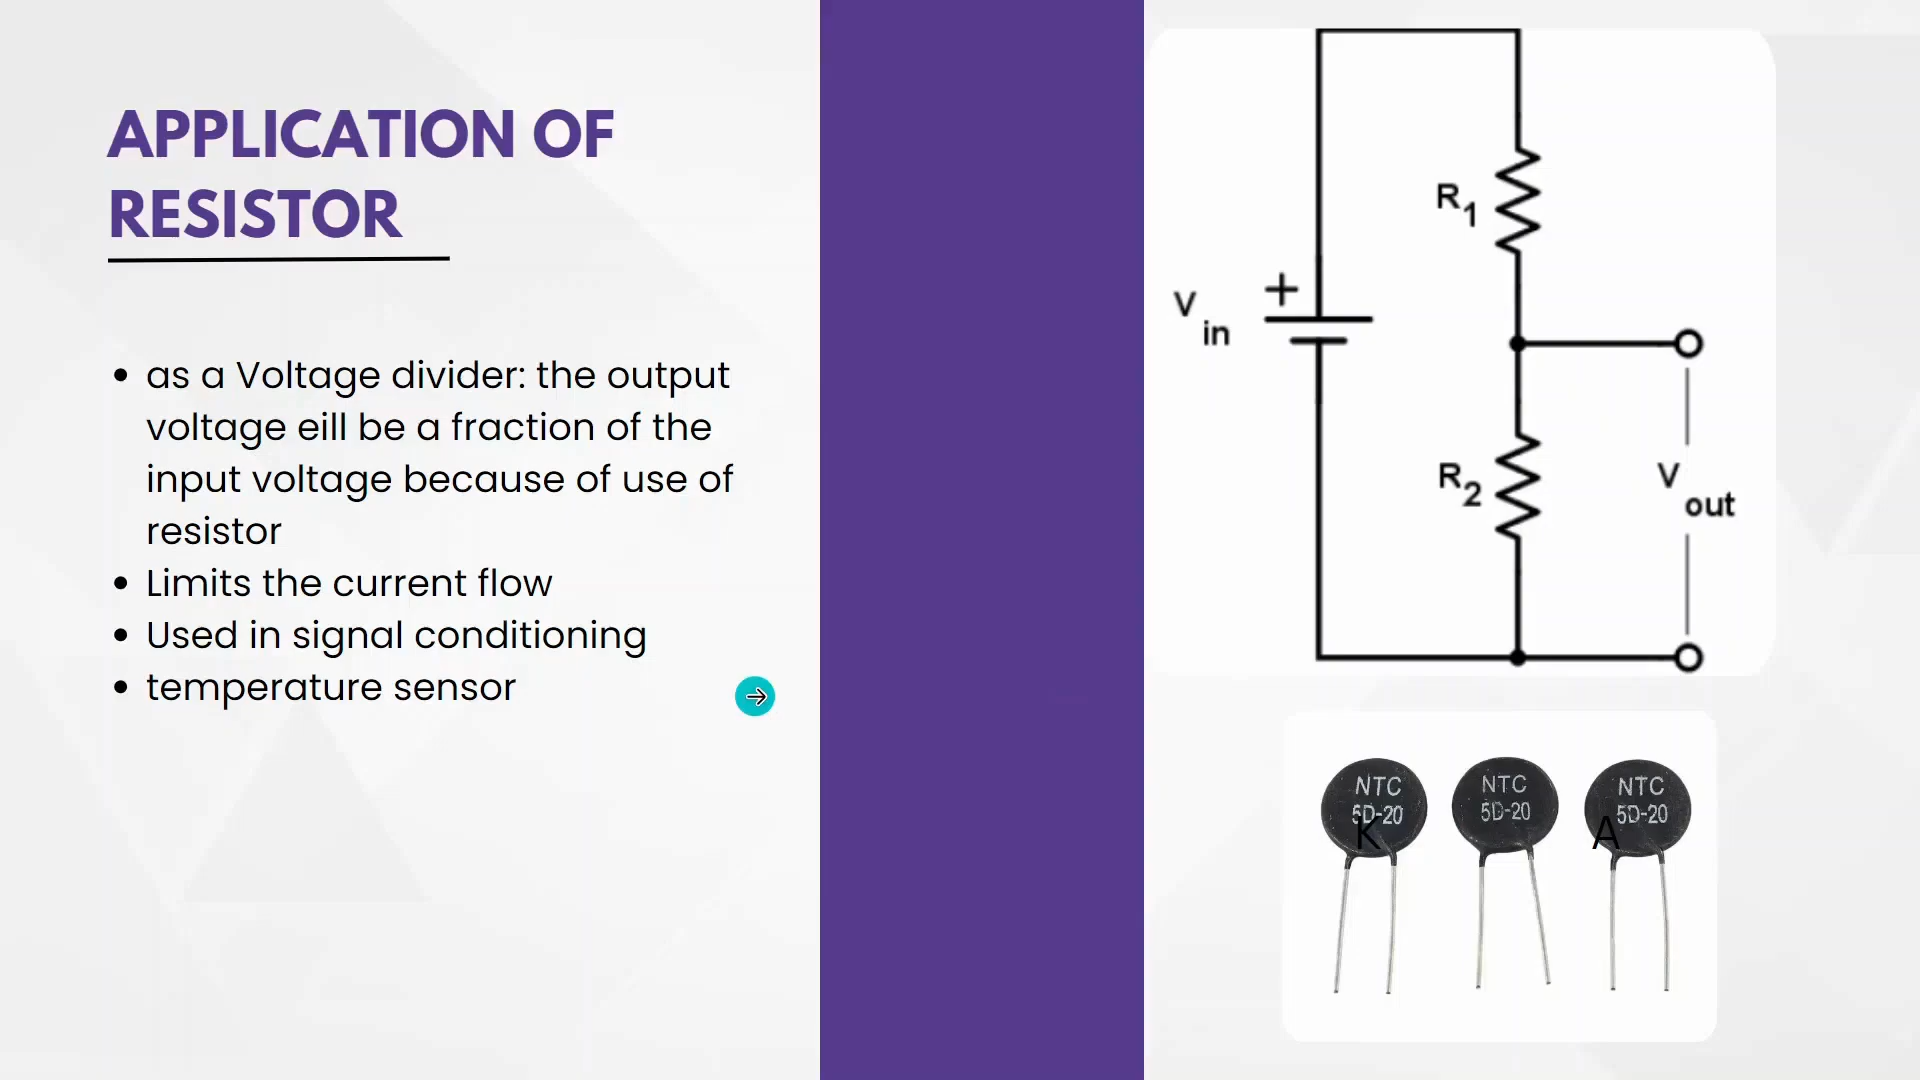 APPLICATION OF
RESISTOR
as a Voltage divider: the output
voltage eill be a fraction of the
input voltage because of use of
resistor
Limits the current flow
Used in signal conditioning
temperature sensor
R1
+
V in
R2
V out
NTC
5D-20
K
NTC
5D-20
NTC
5D-20
A